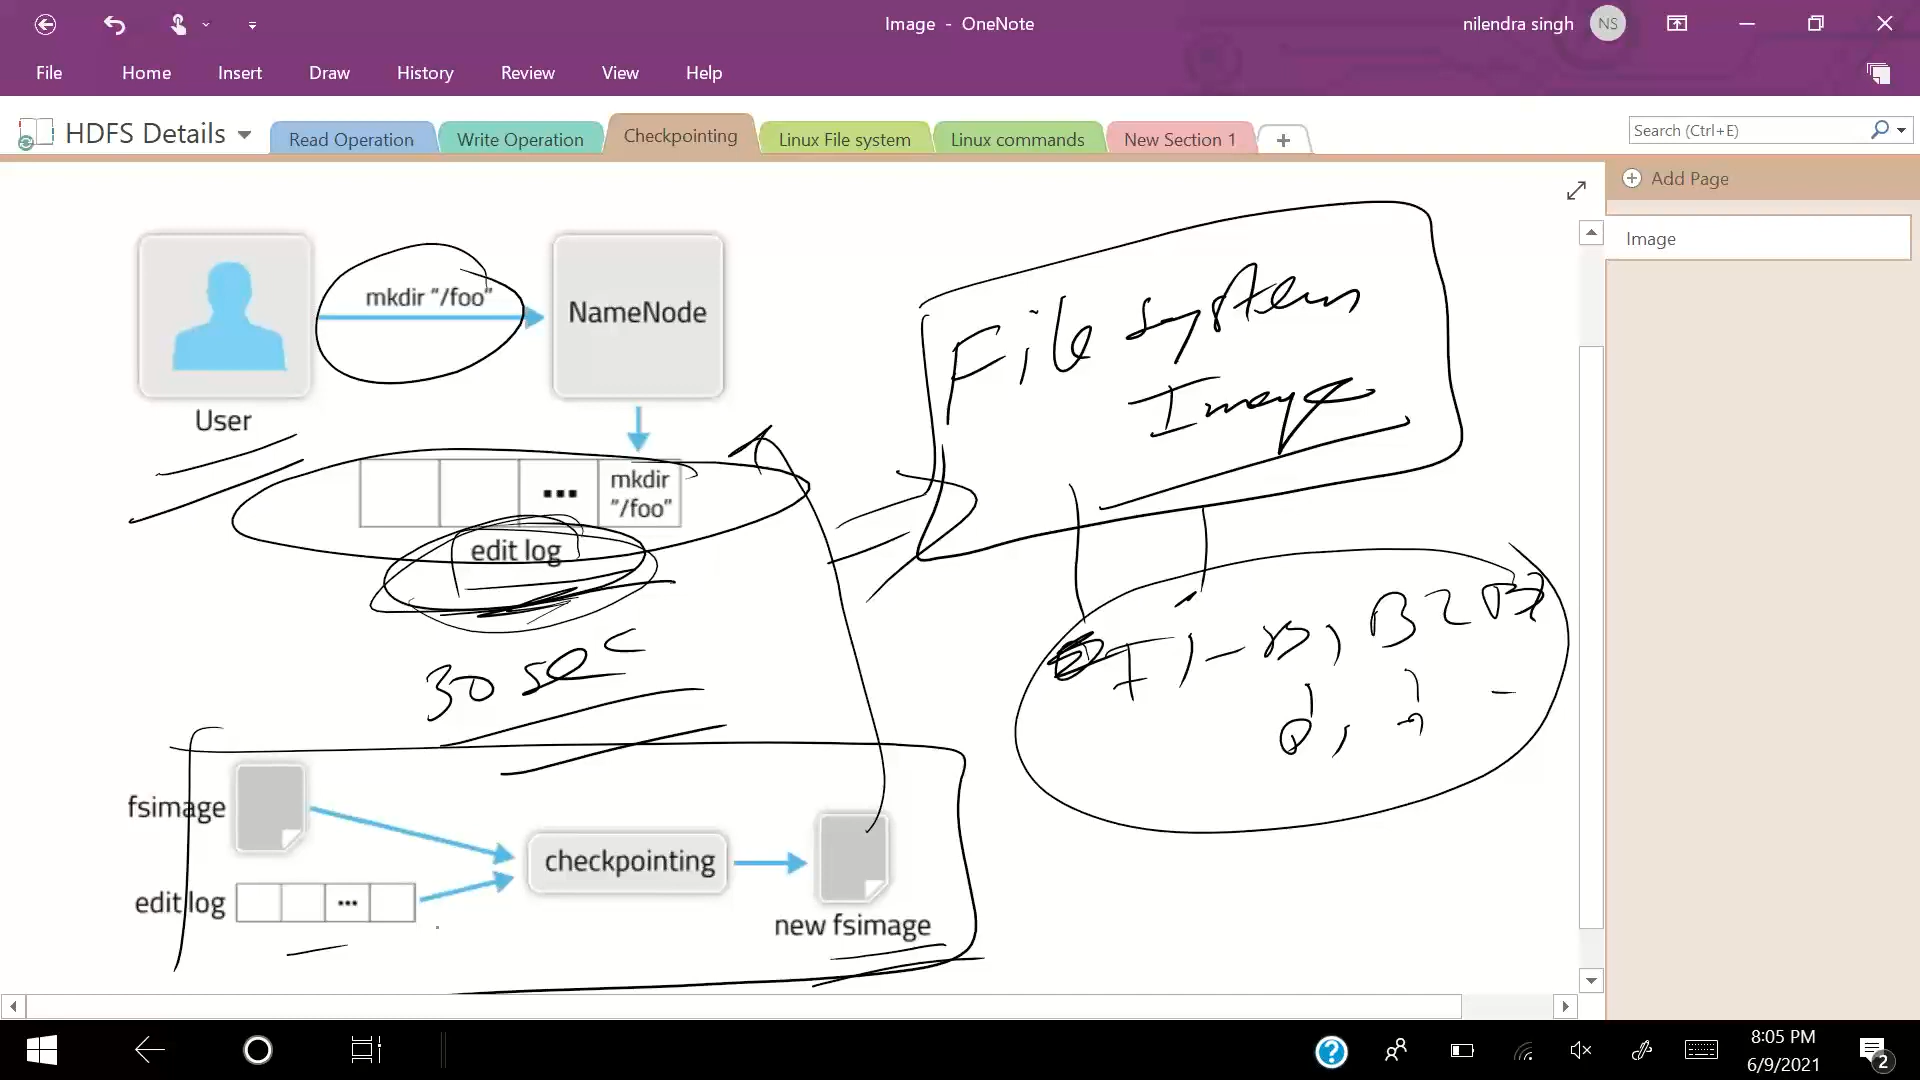 Image - OneNote
nilendra singh
NS
File Home Insert Draw History Review View Help
HDFS Details
Read Operation
Write Operation
Checkpointing
Linux File system
Linux commands
New Section 1
Search (Ctrl+E)
Add Page
Image
mkdir "/foo"
NameNode
User
File System
Image
mkdir
"/foo"
...
edit log
30 sec
fsimage
checkpointing
edit log
...
new fsimage
8:05 PM
6/9/2021
2